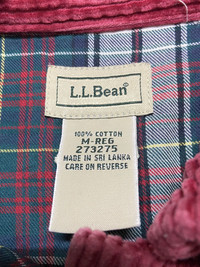 L.L.Bean®
100% COTTON
M-REG
273275
MADE IN SRI LANKA
CARE ON REVERSE